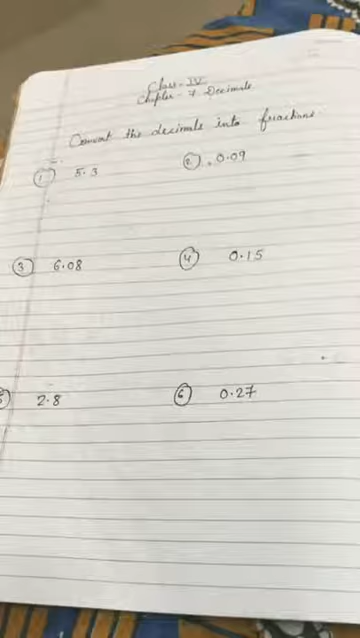 Class - IV
Chapter - 7 Decimals
Convert the decimals into fractions.
① 5.3 ② 0.09
③ 6.08 ④ 0.15
5 2.8 ⑥ 0.27